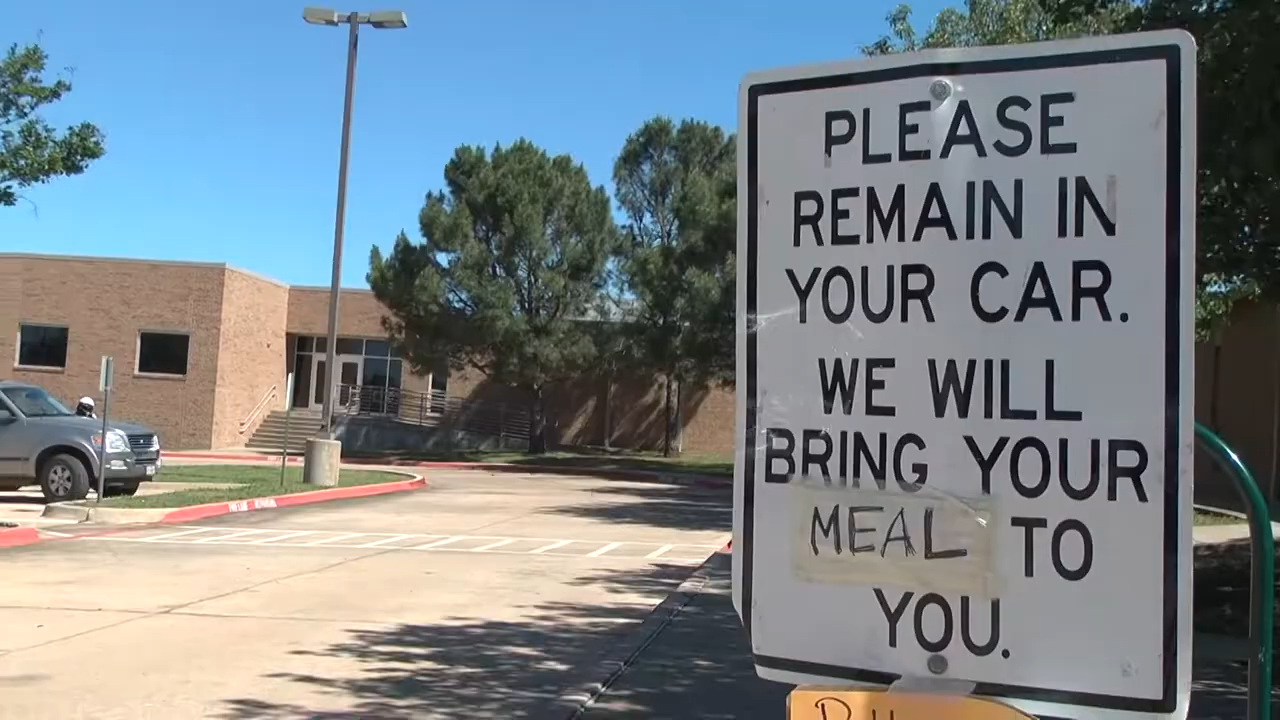 PLEASE
REMAIN IN
YOUR CAR.
WE WILL
BRING YOUR
MEAL TO
YOU.